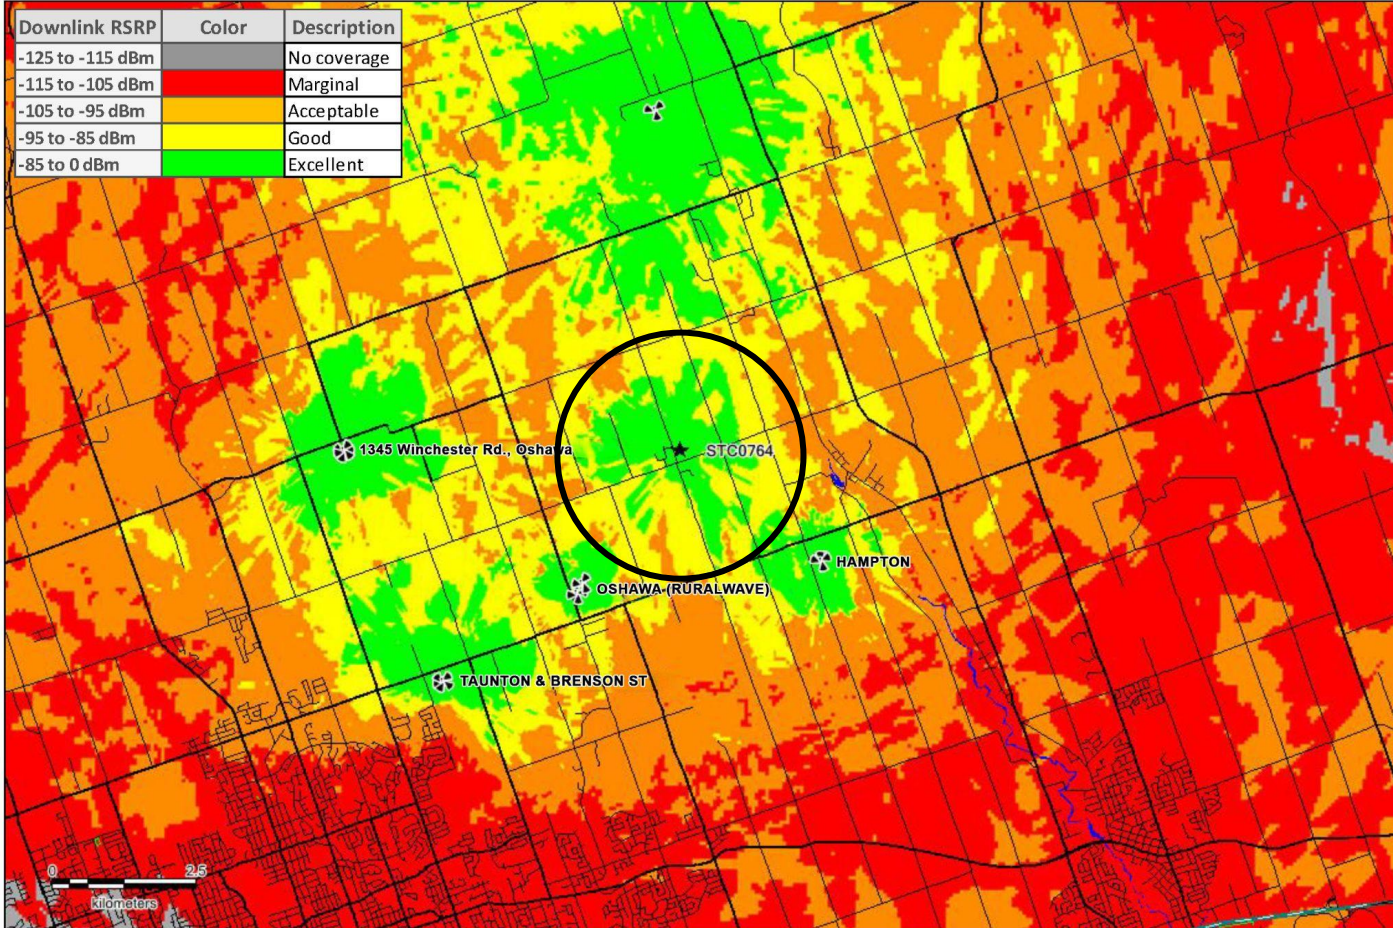 Downlink RSRP Color Description
-125 to -115 dBm No coverage
-115 to -105 dBm Marginal
-105 to -95 dBm Acceptable
-95 to -85 dBm Good
-85 to 0 dBm Excellent
1345 Winchester Rd., Oshawa
STC0764
HAMPTON
OSHAWA (RURALWAVE)
TAUNTON & BRENSON ST
0 2.5
kilometers